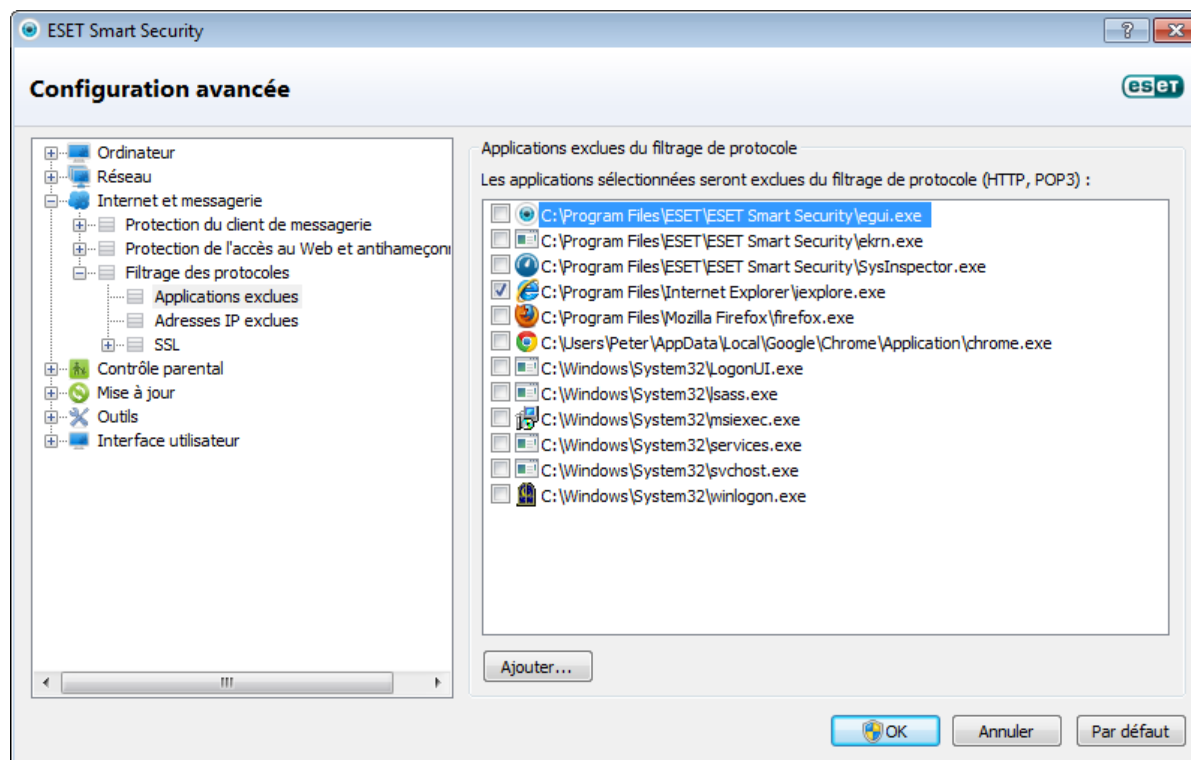 ESET Smart Security
Configuration avancée
eset
Ordinateur
Réseau
Internet et messagerie
Protection du client de messagerie
Protection de l'accès au Web et antihameçonn
Filtrage des protocoles
Applications exclues
Adresses IP exclues
SSL
Contrôle parental
Mise à jour
Outils
Interface utilisateur
Applications exclues du filtrage de protocole
Les applications sélectionnées seront exclues du filtrage de protocole (HTTP, POP3) :
C:\Program Files\ESET\ESET Smart Security\egui.exe
C:\Program Files\ESET\ESET Smart Security\ekrn.exe
C:\Program Files\ESET\ESET Smart Security\SysInspector.exe
C:\Program Files\Internet Explorer\iexplore.exe
C:\Program Files\Mozilla Firefox\firefox.exe
C:\Users\Peter\AppData\Local\Google\Chrome\Application\chrome.exe
C:\Windows\System32\LogonUI.exe
C:\Windows\System32\lsass.exe
C:\Windows\System32\msiexec.exe
C:\Windows\System32\services.exe
C:\Windows\System32\svchost.exe
C:\Windows\System32\winlogon.exe
Ajouter...
OK
Annuler
Par défaut